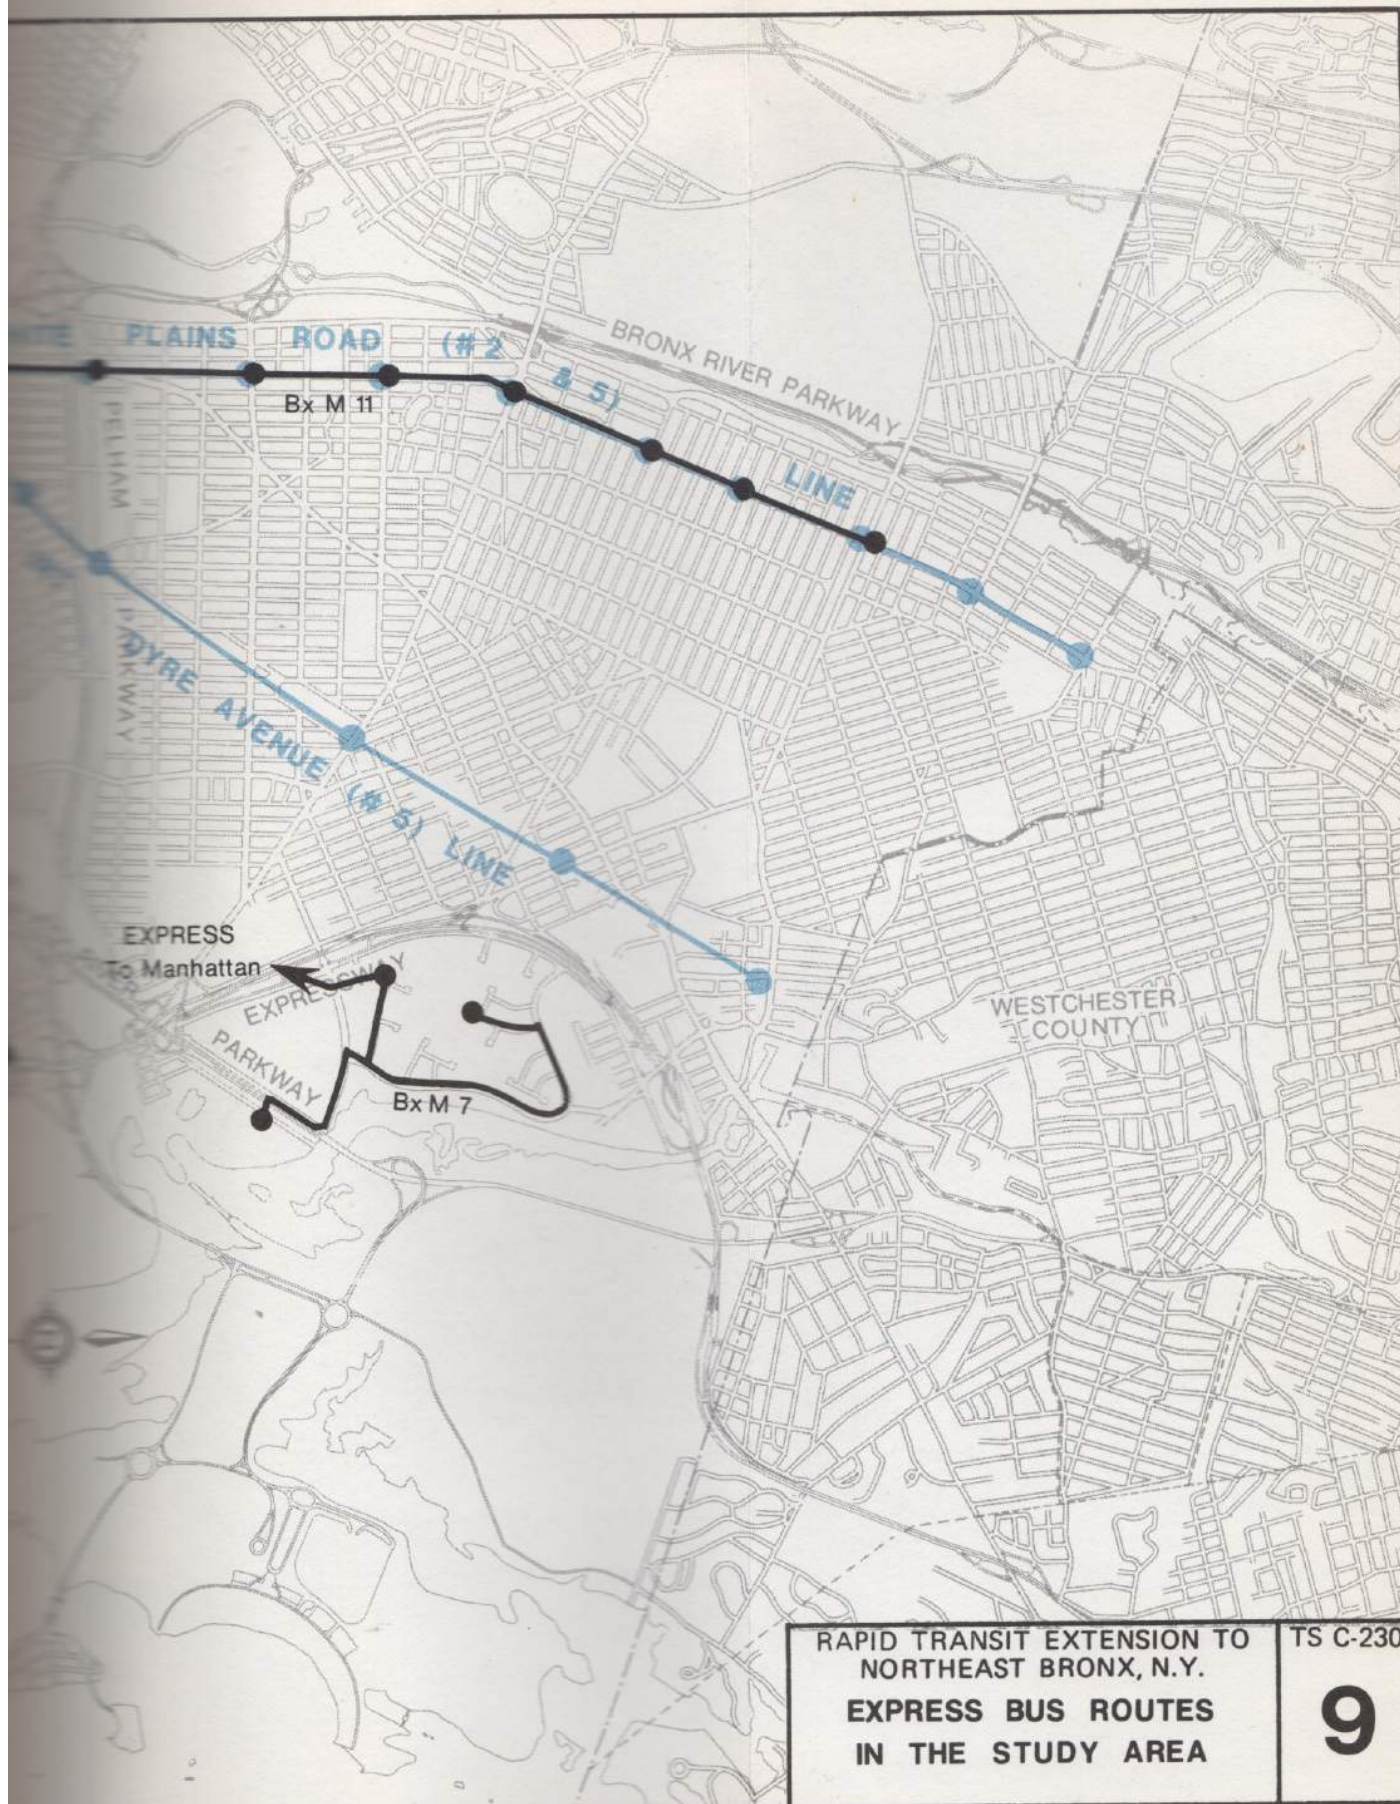 PLAINS ROAD (# 2
& 5)
LINE
BRONX RIVER PARKWAY
Bx M 11
PELHAM
PARKWAY
DYRE AVENUE (# 5) LINE
EXPRESS
To Manhattan
EXPRESSWAY
PARKWAY
Bx M 7
WESTCHESTER
COUNTY
RAPID TRANSIT EXTENSION TO
NORTHEAST BRONX, N.Y.
EXPRESS BUS ROUTES
IN THE STUDY AREA
TS C-230
9